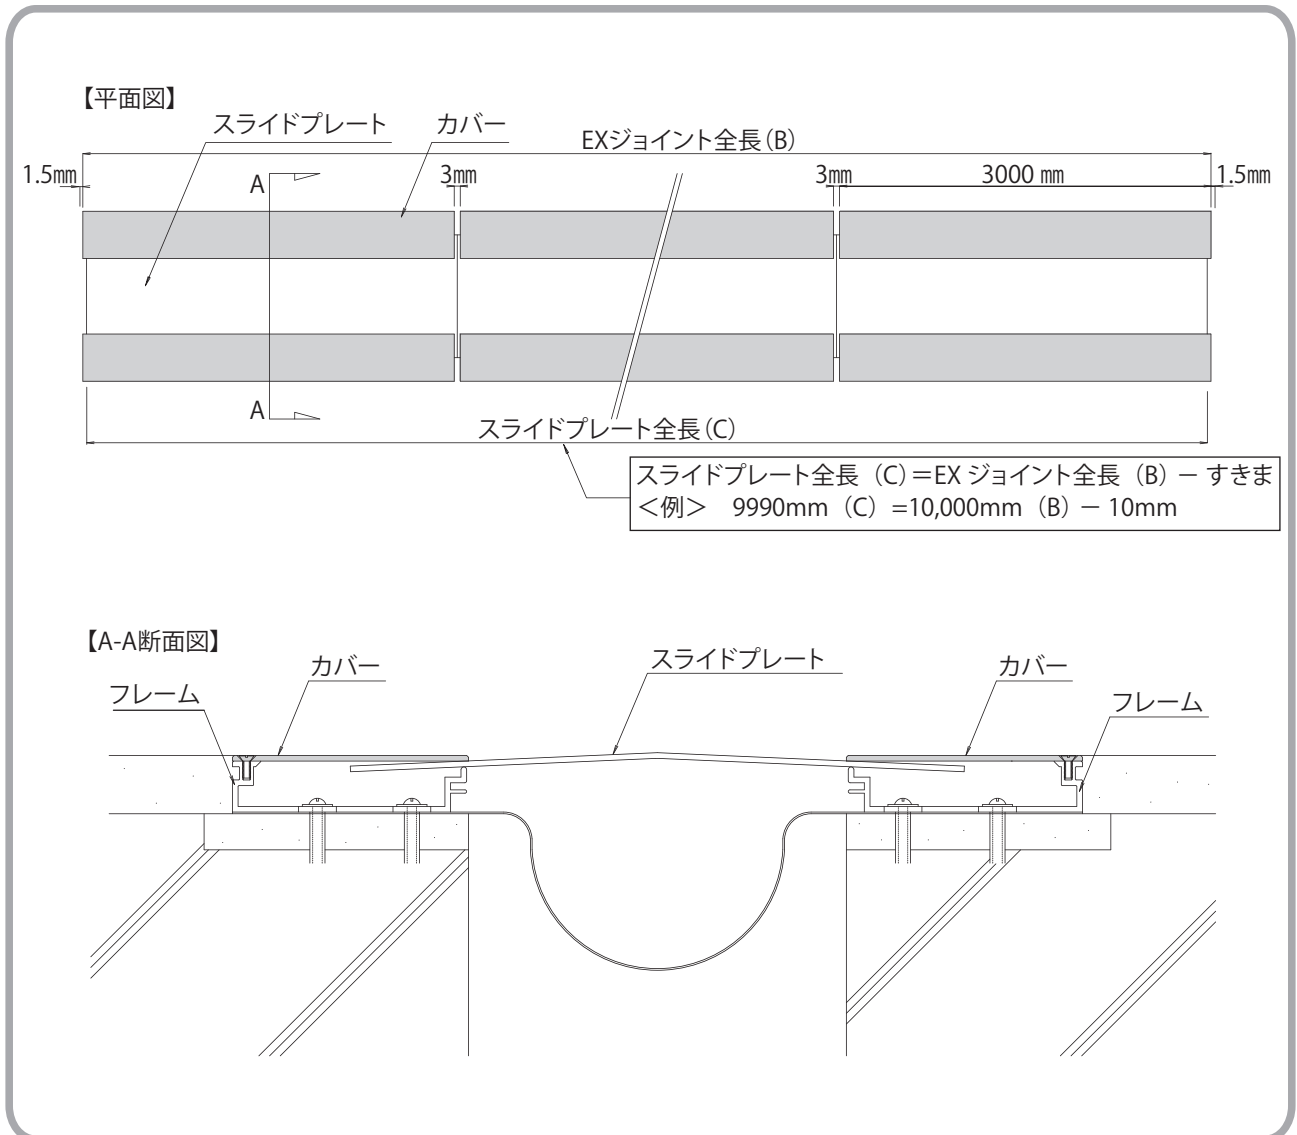 【平面図】
スライドプレート
カバー
EXジョイント全長(B)
1.5㎜
A
3㎜
3㎜
3000 ㎜
1.5㎜
A
スライドプレート全長(C)
スライドプレート全長（C）＝EX ジョイント全長（B）－ すきま
＜例＞ 9990mm（C）=10,000mm（B）－ 10mm
【A-A断面図】
カバー
スライドプレート
カバー
フレーム
フレーム